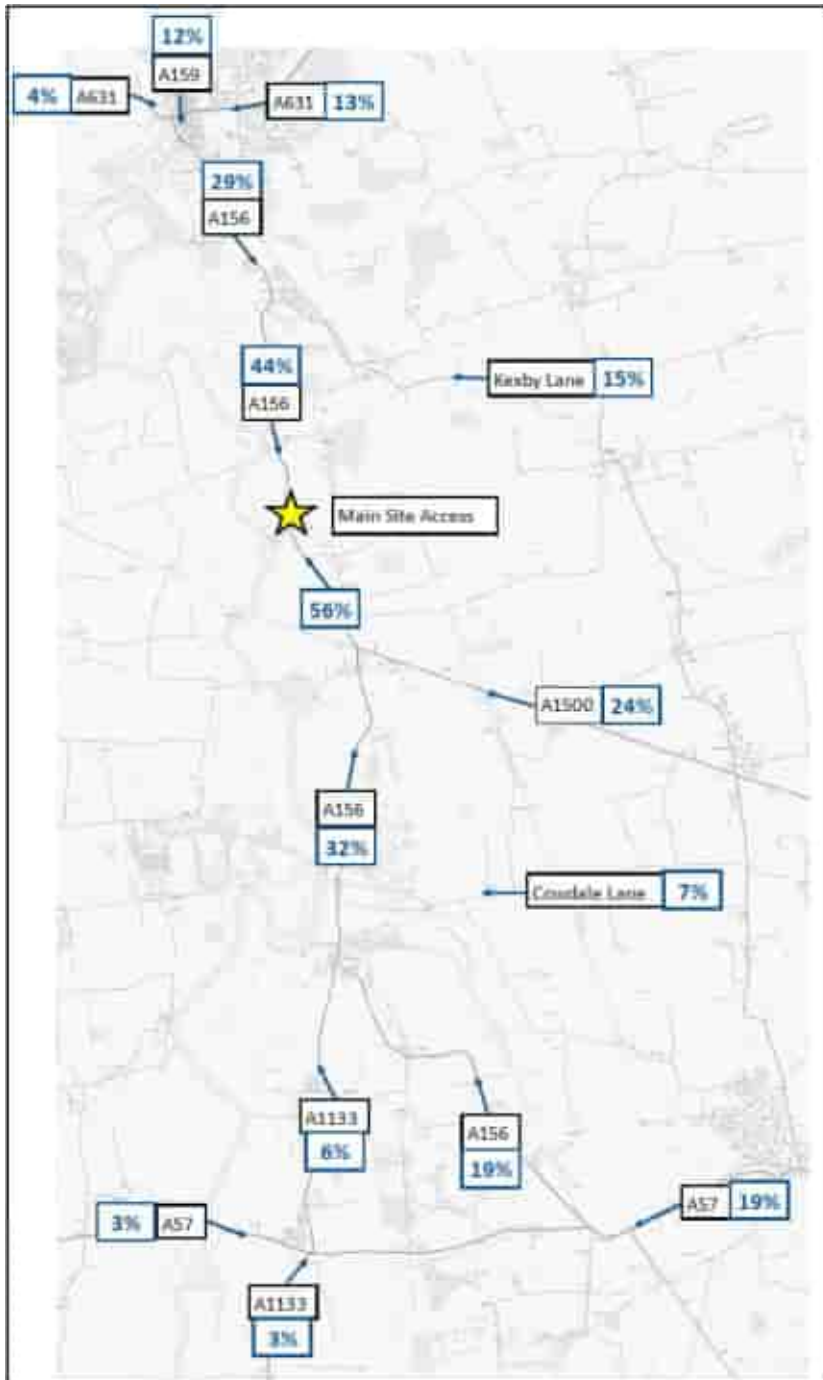 12%
A159
4% A631
A631 13%
29%
A156
44%
A156
Kexby Lane 15%
Main Site Access
56%
A1500 24%
A156
32%
Cowdale Lane 7%
A1133
6%
A156
19%
A57 19%
3% A57
A1133
3%